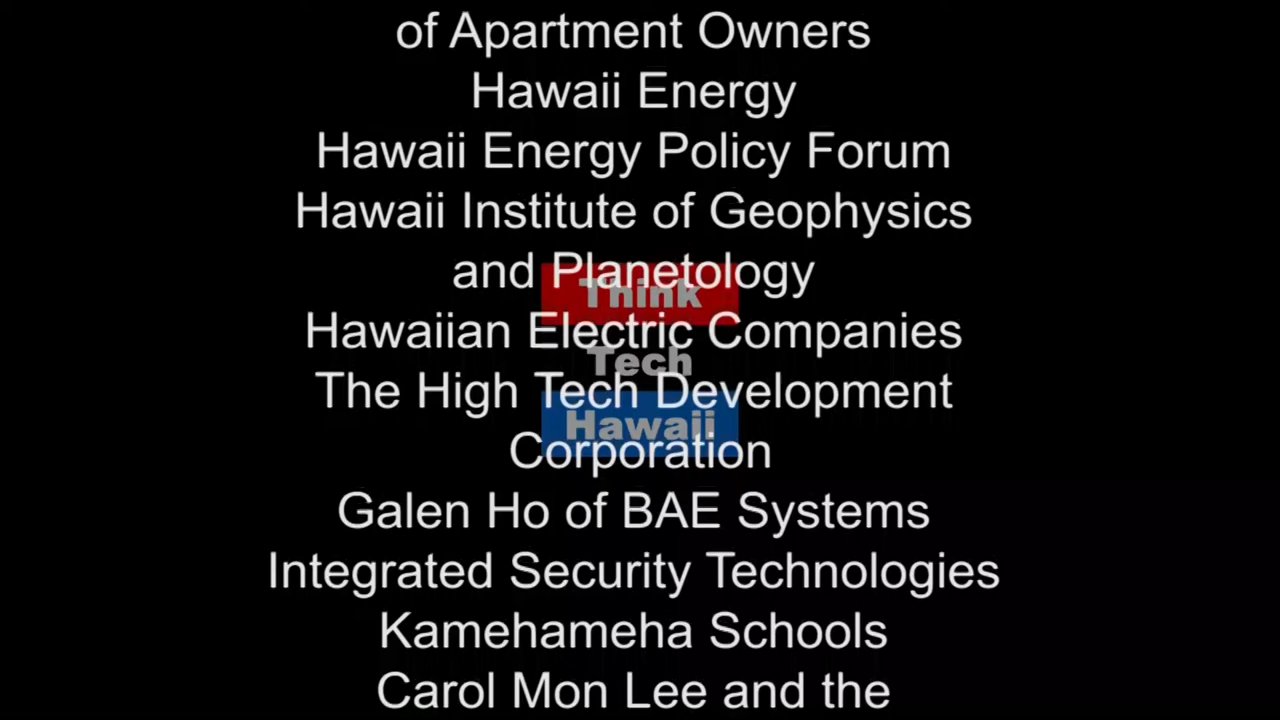 of Apartment Owners
Hawaii Energy
Hawaii Energy Policy Forum
Hawaii Institute of Geophysics
and Planetology
Think
Hawaiian Electric Companies
Tech
The High Tech Development
Hawaii
Corporation
Galen Ho of BAE Systems
Integrated Security Technologies
Kamehameha Schools
Carol Mon Lee and the